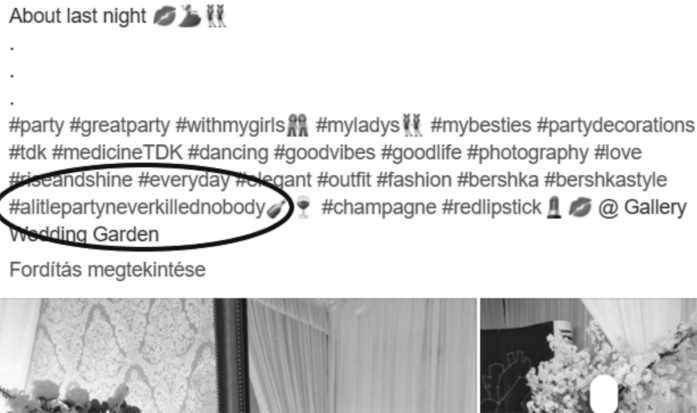 About last night 💋💃👯
.
.
.
#party #greatparty #withmygirls👭 #myladys👯 #mybesties #partydecorations
#tdk #medicineTDK #dancing #goodvibes #goodlife #photography #love
#riseandshine #everyday #elegant #outfit #fashion #bershka #bershkastyle
#alitlepartyneverkillednobody🍾🍷 #champagne #redlipstick💄💋 @ Gallery
Wedding Garden
Fordítás megtekintése